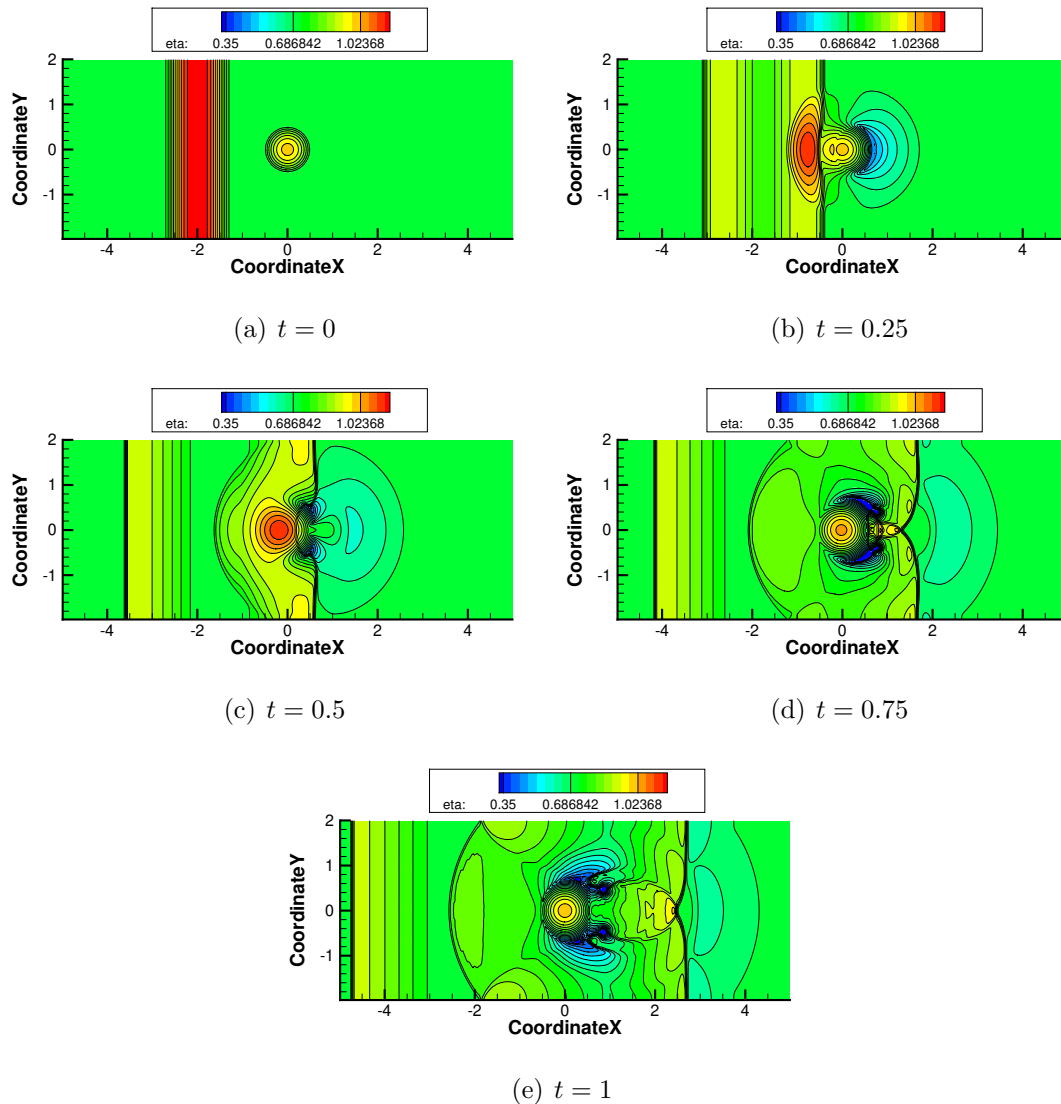 eta: 0.35 0.686842 1.02368
eta: 0.35 0.686842 1.02368
CoordinateY
2
1
0
-1
-4 -2 0 2 4
CoordinateX
CoordinateY
2
1
0
-1
-4 -2 0 2 4
CoordinateX
(a) t = 0
(b) t = 0.25
eta: 0.35 0.686842 1.02368
eta: 0.35 0.686842 1.02368
CoordinateY
2
1
0
-1
-4 -2 0 2 4
CoordinateX
CoordinateY
2
1
0
-1
-4 -2 0 2 4
CoordinateX
(c) t = 0.5
(d) t = 0.75
eta: 0.35 0.686842 1.02368
CoordinateY
2
1
0
-1
-4 -2 0 2 4
CoordinateX
(e) t = 1